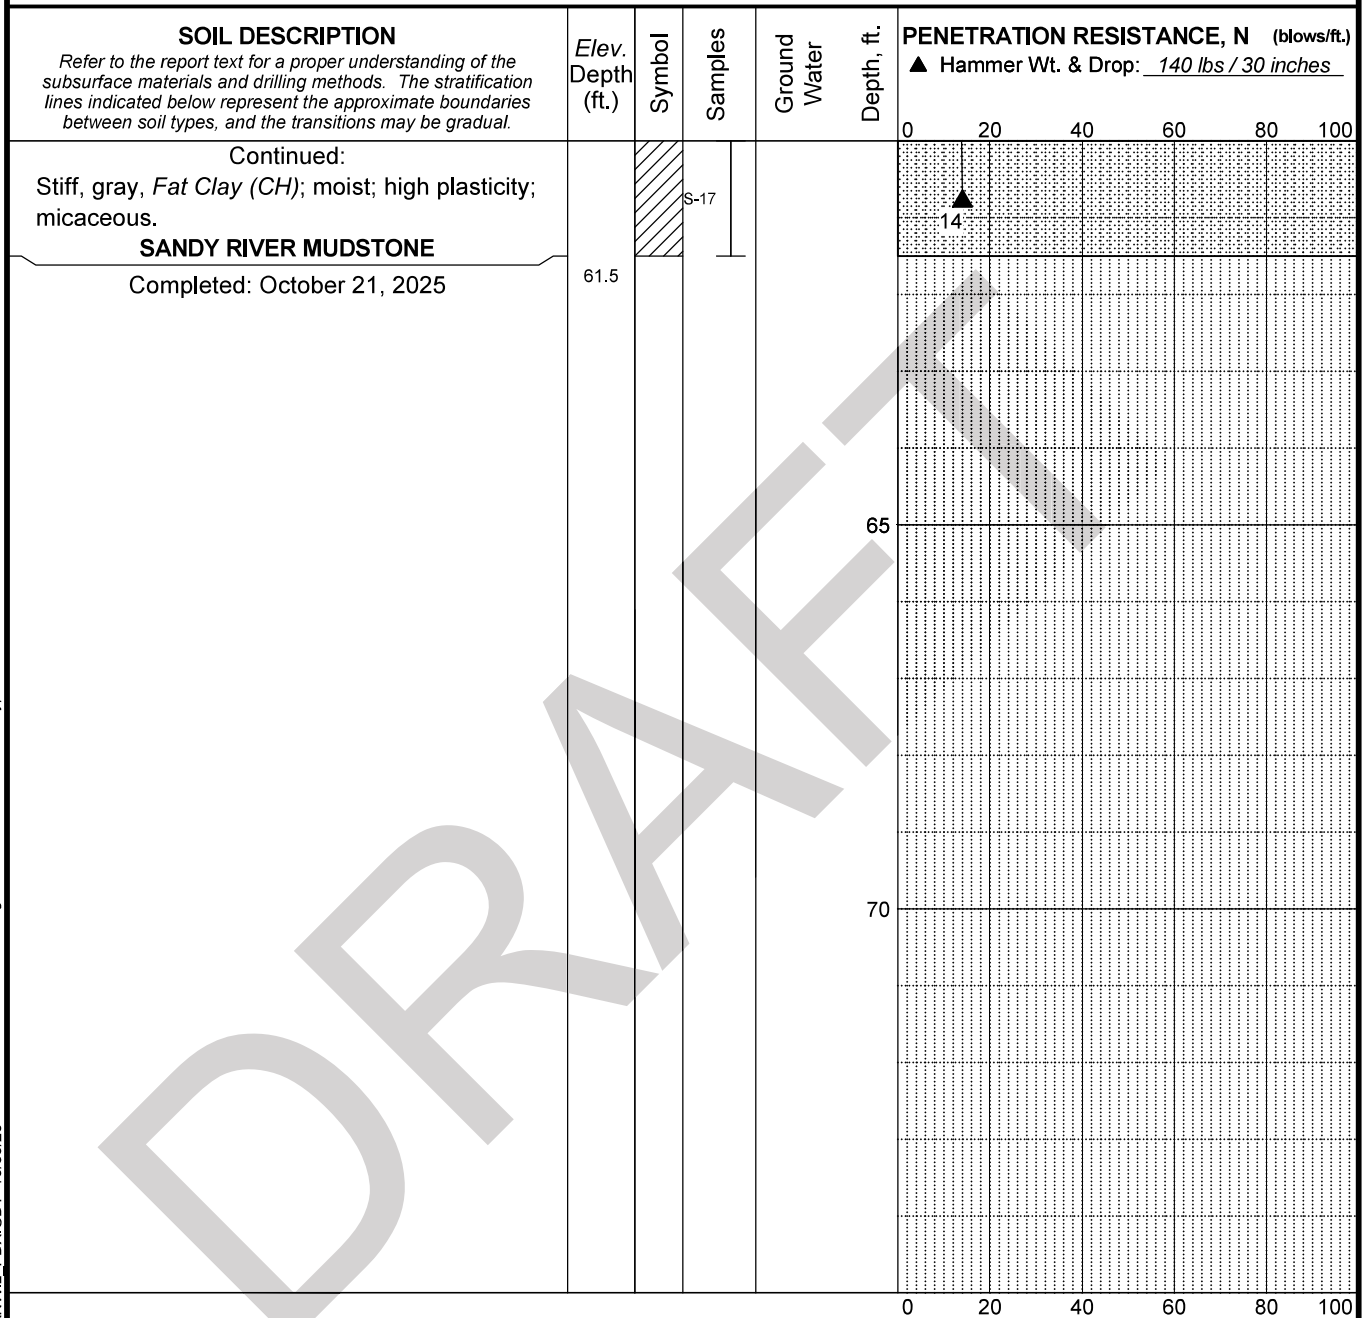 SOIL DESCRIPTION
Refer to the report text for a proper understanding of the
subsurface materials and drilling methods. The stratification
lines indicated below represent the approximate boundaries
between soil types, and the transitions may be gradual.
Elev.
Depth
(ft.)
Symbol
Samples
Ground
Water
Depth, ft.
PENETRATION RESISTANCE, N (blows/ft.)
▲ Hammer Wt. & Drop: 140 lbs / 30 inches
0 20 40 60 80 100
Continued:
Stiff, gray, Fat Clay (CH); moist; high plasticity;
micaceous.
SANDY RIVER MUDSTONE
Completed: October 21, 2025
61.5
S-17
14
65
70
DRAFT
0 20 40 60 80 100